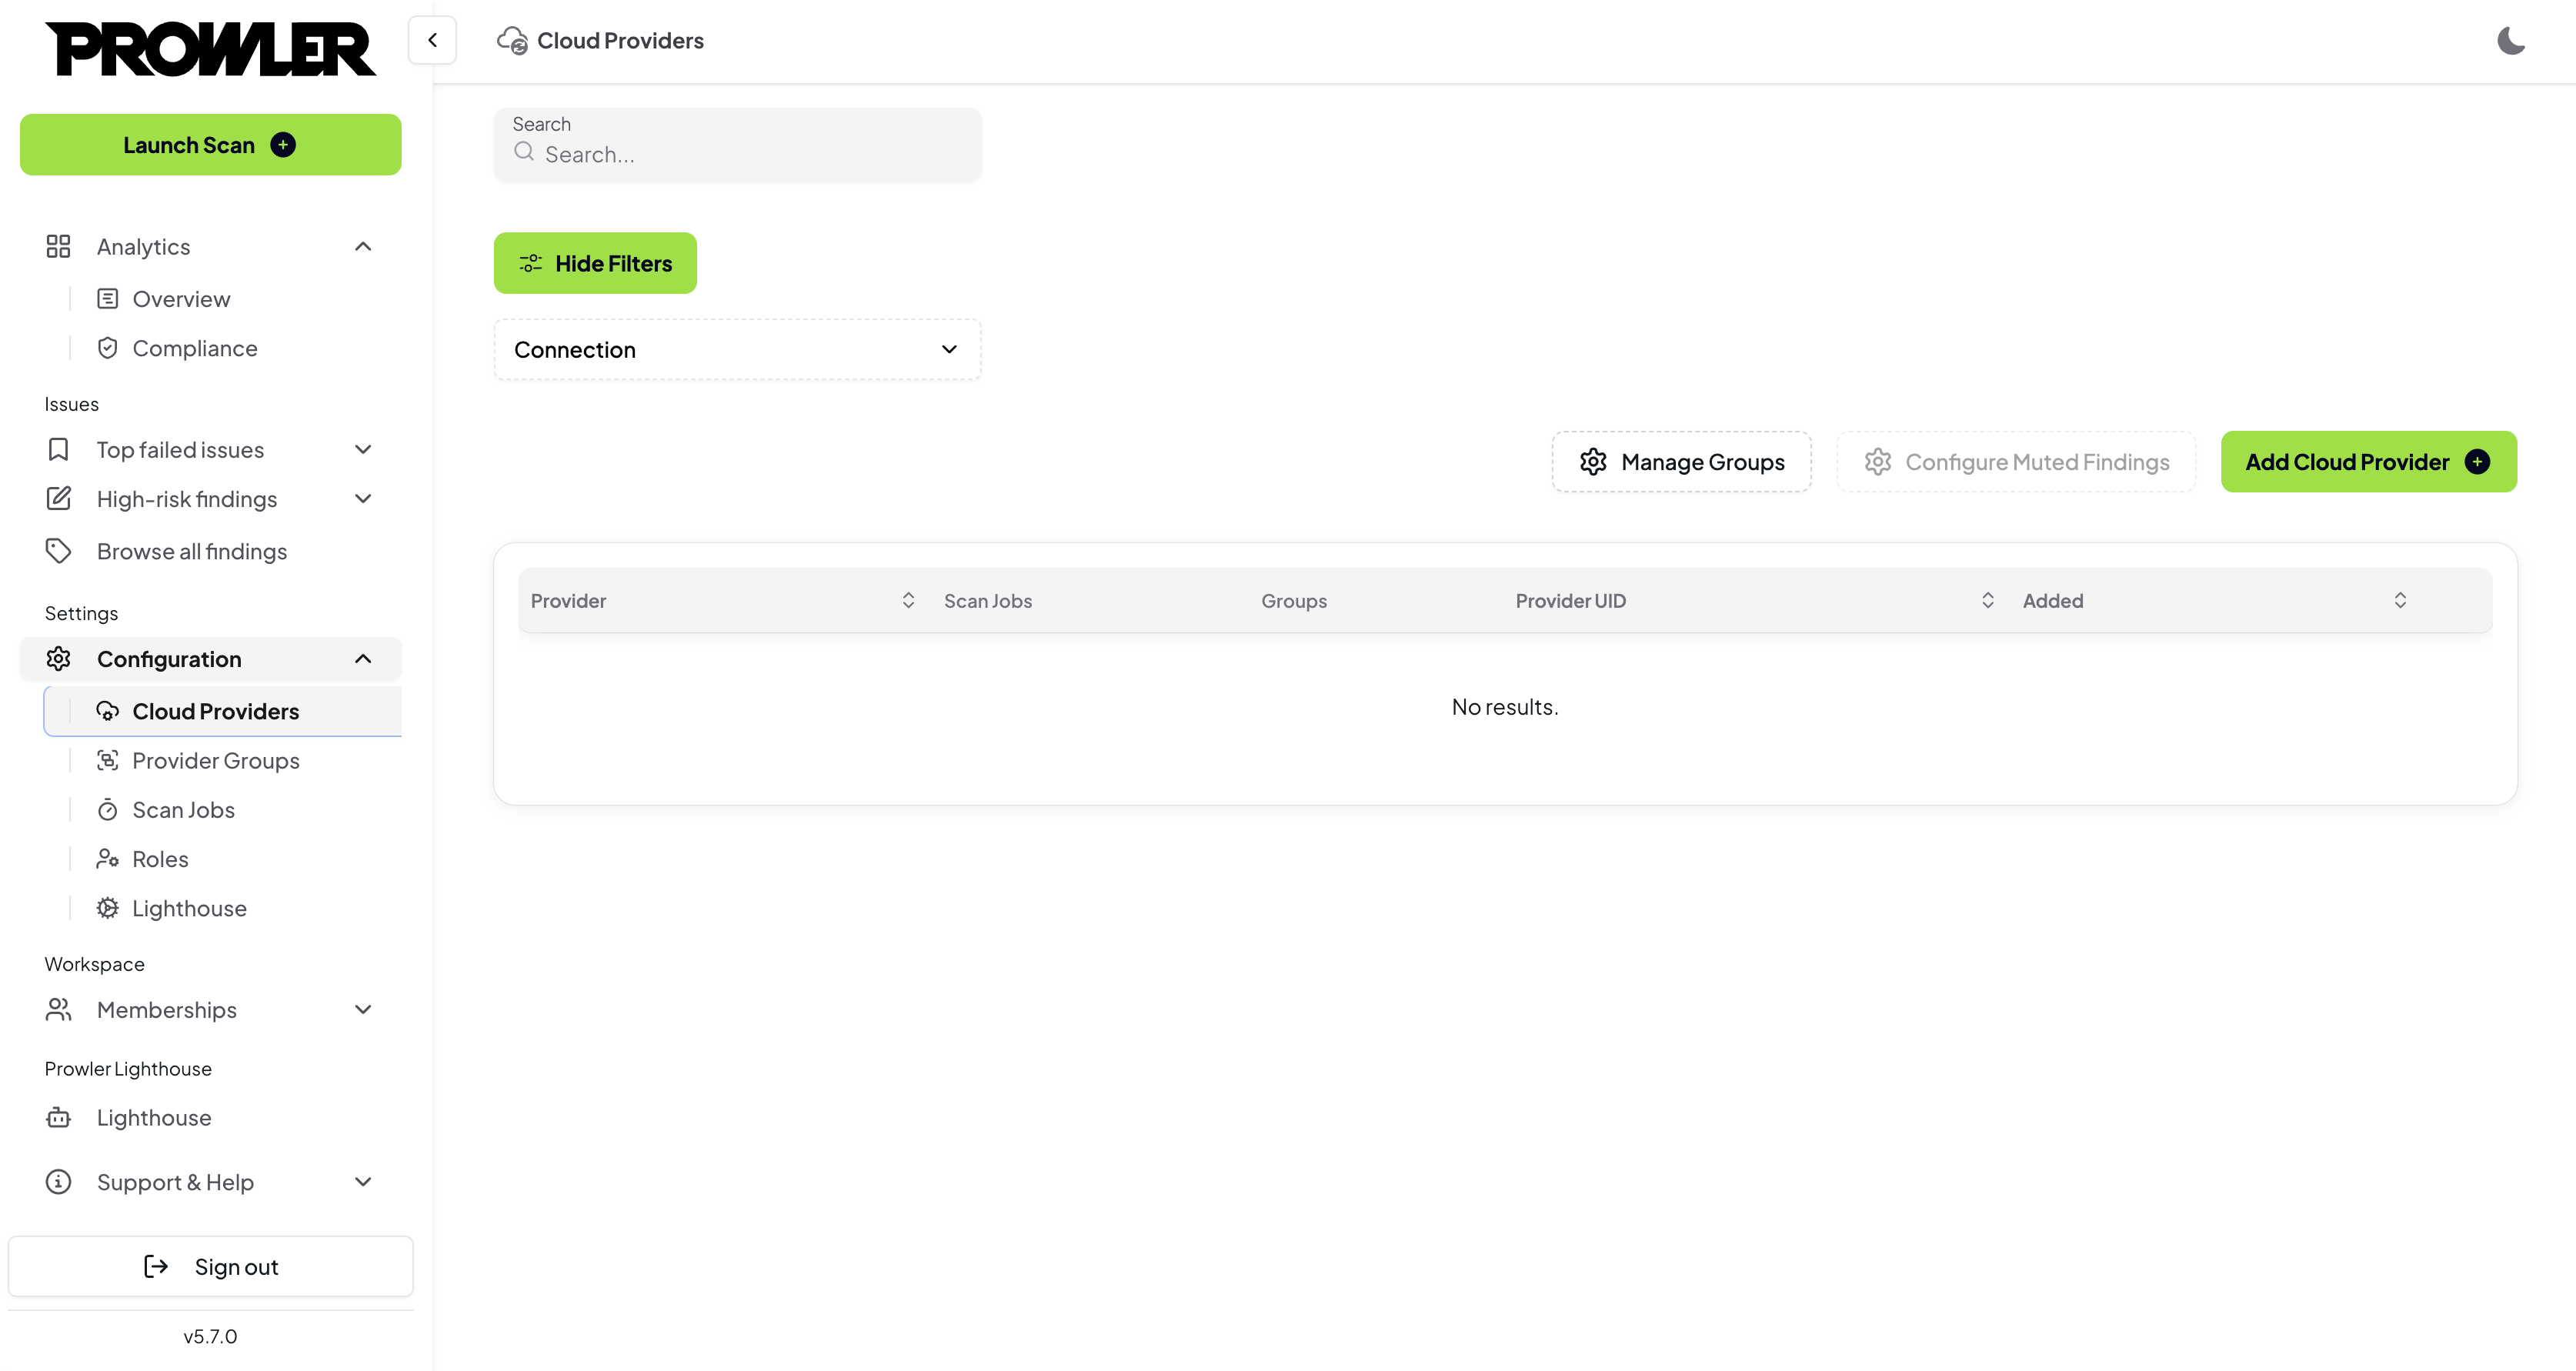 PROWLER
Launch Scan
Analytics
Overview
Compliance
Issues
Top failed issues
High-risk findings
Browse all findings
Settings
Configuration
Cloud Providers
Provider Groups
Scan Jobs
Roles
Lighthouse
Workspace
Memberships
Prowler Lighthouse
Lighthouse
Support & Help
Sign out
v5.7.0
Cloud Providers
Search
Search...
Hide Filters
Connection
Manage Groups
Configure Muted Findings
Add Cloud Provider
Provider Scan Jobs Groups Provider UID Added
No results.